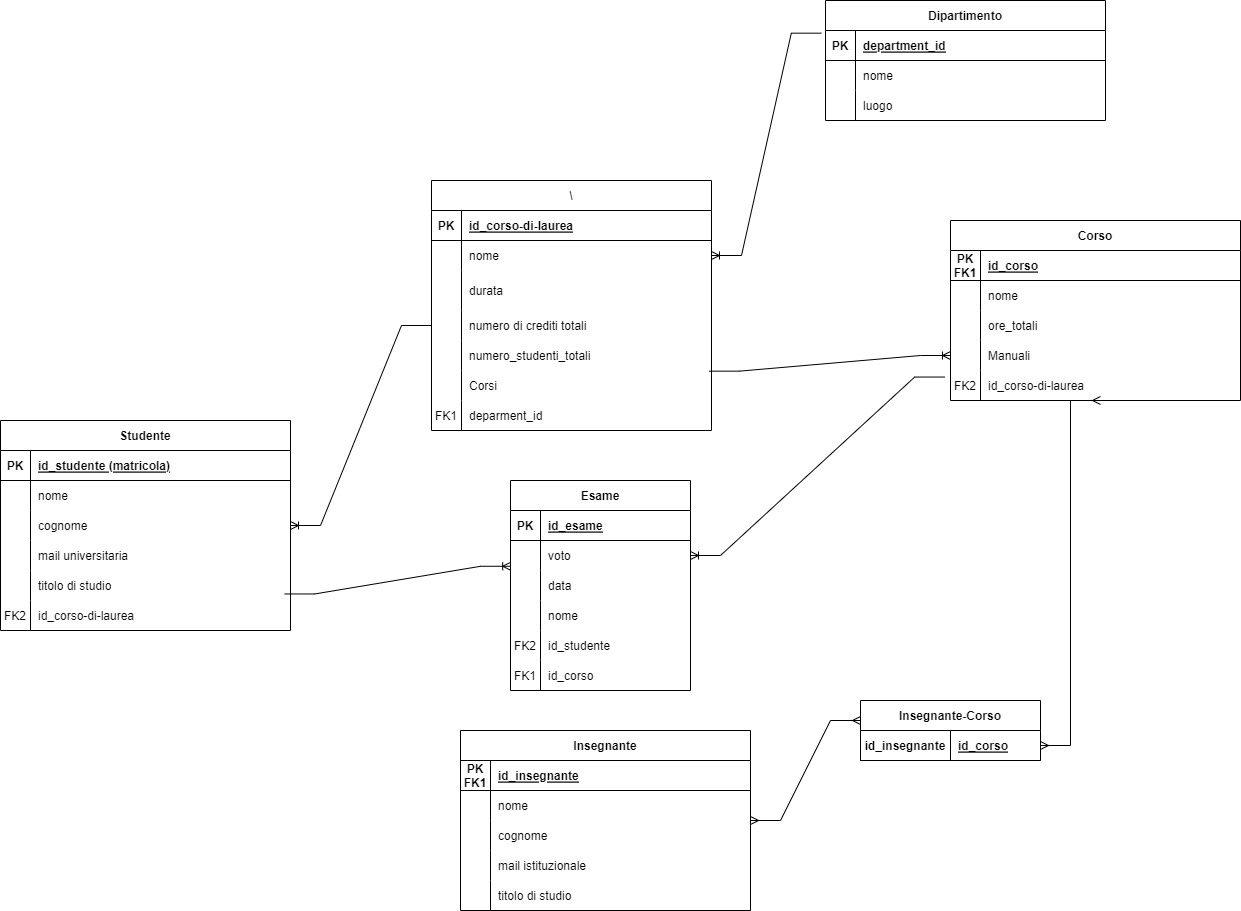 Dipartimento
PK department_id
nome
luogo
\
PK id_corso-di-laurea
nome
durata
numero di crediti totali
numero_studenti_totali
Corsi
FK1 deparment_id
Corso
PK
FK1 id_corso
nome
ore_totali
Manuali
FK2 id_corso-di-laurea
Studente
PK id_studente (matricola)
nome
cognome
mail universitaria
titolo di studio
FK2 id_corso-di-laurea
Esame
PK id_esame
voto
data
nome
FK2 id_studente
FK1 id_corso
Insegnante-Corso
id_insegnante id_corso
Insegnante
PK
FK1 id_insegnante
nome
cognome
mail istituzionale
titolo di studio